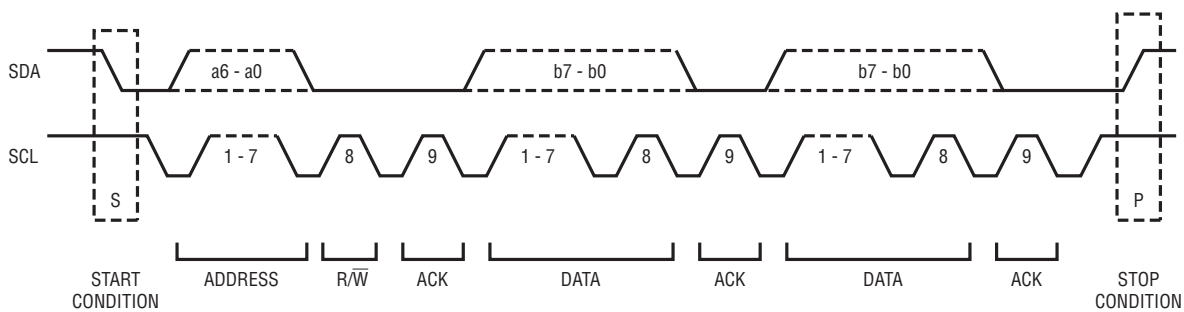 SDA
a6 - a0
b7 - b0
b7 - b0
SCL
1 - 7
8
9
1 - 7
8
9
1 - 7
8
9
S
P
START
CONDITION
ADDRESS
R/W̅
ACK
DATA
ACK
DATA
ACK
STOP
CONDITION